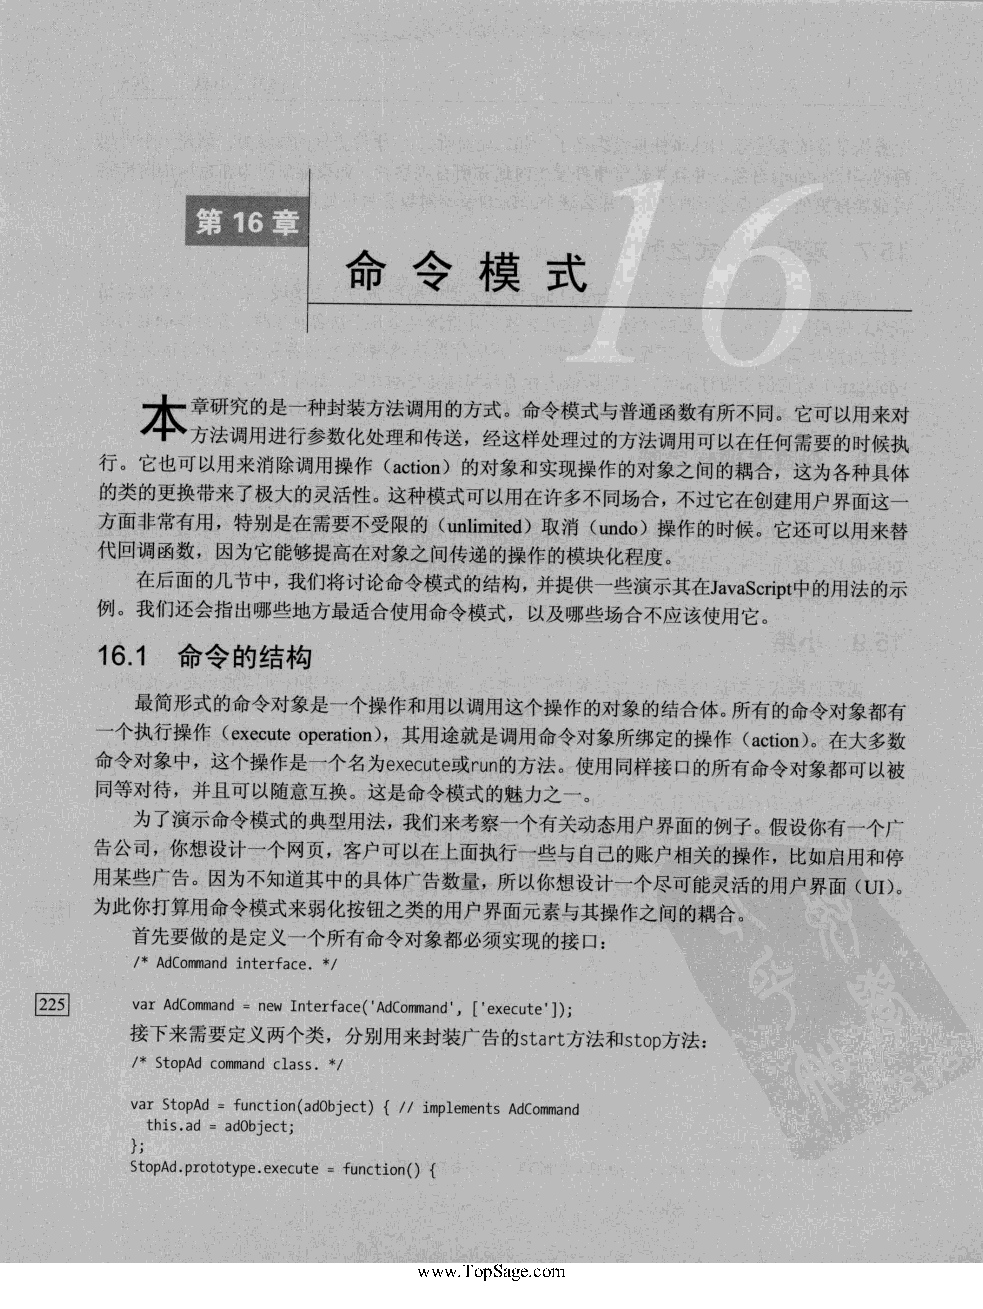 第 16 章
16
命令模式
本章研究的是一种封装方法调用的方式。命令模式与普通函数有所不同。它可以用来对
方法调用进行参数化处理和传送，经这样处理过的方法调用可以在任何需要的时候执
行。它也可以用来消除调用操作（action）的对象和实现操作的对象之间的耦合，这为各种具体
的类的更换带来了极大的灵活性。这种模式可以用在许多不同场合，不过它在创建用户界面这一
方面非常有用，特别是在需要不受限的（unlimited）取消（undo）操作的时候。它还可以用来替
代回调函数，因为它能够提高在对象之间传递的操作的模块化程度。
在后面的几节中，我们将讨论命令模式的结构，并提供一些演示其在JavaScript中的用法的示
例。我们还会指出哪些地方最适合使用命令模式，以及哪些场合不应该使用它。
16.1 命令的结构
最简形式的命令对象是一个操作和用以调用这个操作的对象的结合体。所有的命令对象都有
一个执行操作（execute operation），其用途就是调用命令对象所绑定的操作（action）。在大多数
命令对象中，这个操作是一个名为execute或run的方法。使用同样接口的所有命令对象都可以被
同等对待，并且可以随意互换。这是命令模式的魅力之一。
为了演示命令模式的典型用法，我们来考察一个有关动态用户界面的例子。假设你有一个广
告公司，你想设计一个网页，客户可以在上面执行一些与自己的账户相关的操作，比如启用和停
用某些广告。因为不知道其中的具体广告数量，所以你想设计一个尽可能灵活的用户界面（UI）。
为此你打算用命令模式来弱化按钮之类的用户界面元素与其操作之间的耦合。
首先要做的是定义一个所有命令对象都必须实现的接口：
/* AdCommand interface. */
225
var AdCommand = new Interface('AdCommand', ['execute']);
接下来需要定义两个类，分别用来封装广告的start方法和stop方法：
/* StopAd command class. */
var StopAd = function(adObject) { // implements AdCommand
this.ad = adObject;
};
StopAd.prototype.execute = function() {
www.TopSage.com